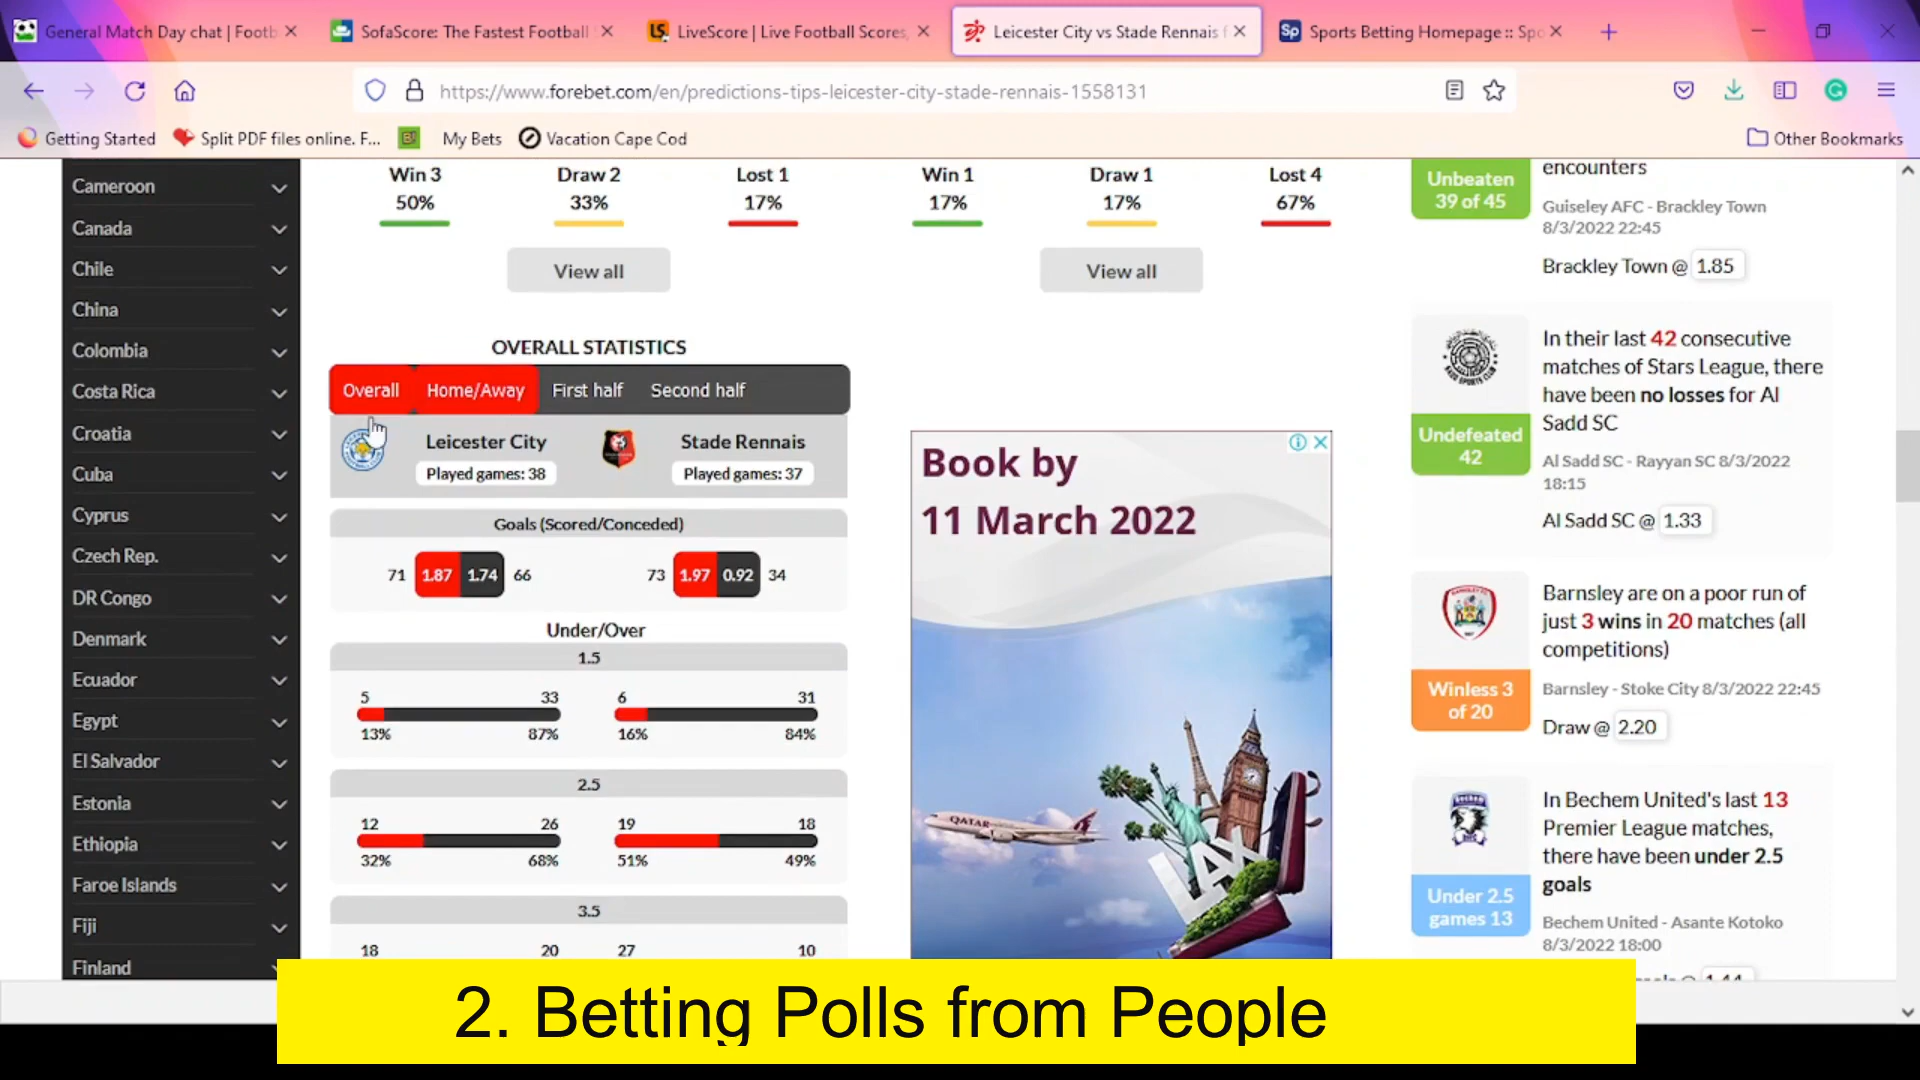 General Match Day chat | Footb
SofaScore: The Fastest Football
LiveScore | Live Football Scores,
Leicester City vs Stade Rennais f
Sports Betting Homepage :: Spo
https://www.forebet.com/en/predictions-tips-leicester-city-stade-rennais-1558131
Getting Started
Split PDF files online. F...
My Bets
Vacation Cape Cod
Other Bookmarks
Cameroon
Canada
Chile
China
Colombia
Costa Rica
Croatia
Cuba
Cyprus
Czech Rep.
DR Congo
Denmark
Ecuador
Egypt
El Salvador
Estonia
Ethiopia
Faroe Islands
Fiji
Finland
Win 3 Draw 2 Lost 1
50% 33% 17%
View all
Win 1 Draw 1 Lost 4
17% 17% 67%
View all
OVERALL STATISTICS
Overall Home/Away First half Second half
Leicester City Stade Rennais
Played games: 38 Played games: 37
Goals (Scored/Conceded)
71 1.87 1.74 66 73 1.97 0.92 34
Under/Over
1.5
5 33 6 31
13% 87% 16% 84%
2.5
12 26 19 18
32% 68% 51% 49%
3.5
18 20 27 10
Book by
11 March 2022
QATAR
LAX
Unbeaten
39 of 45
encounters
Guiseley AFC - Brackley Town
8/3/2022 22:45
Brackley Town @ 1.85
Undefeated
42
In their last 42 consecutive
matches of Stars League, there
have been no losses for Al
Sadd SC
Al Sadd SC - Rayyan SC 8/3/2022
18:15
Al Sadd SC @ 1.33
Winless 3
of 20
Barnsley are on a poor run of
just 3 wins in 20 matches (all
competitions)
Barnsley - Stoke City 8/3/2022 22:45
Draw @ 2.20
Under 2.5
games 13
In Bechem United's last 13
Premier League matches,
there have been under 2.5
goals
Bechem United - Asante Kotoko
8/3/2022 18:00
2. Betting Polls from People